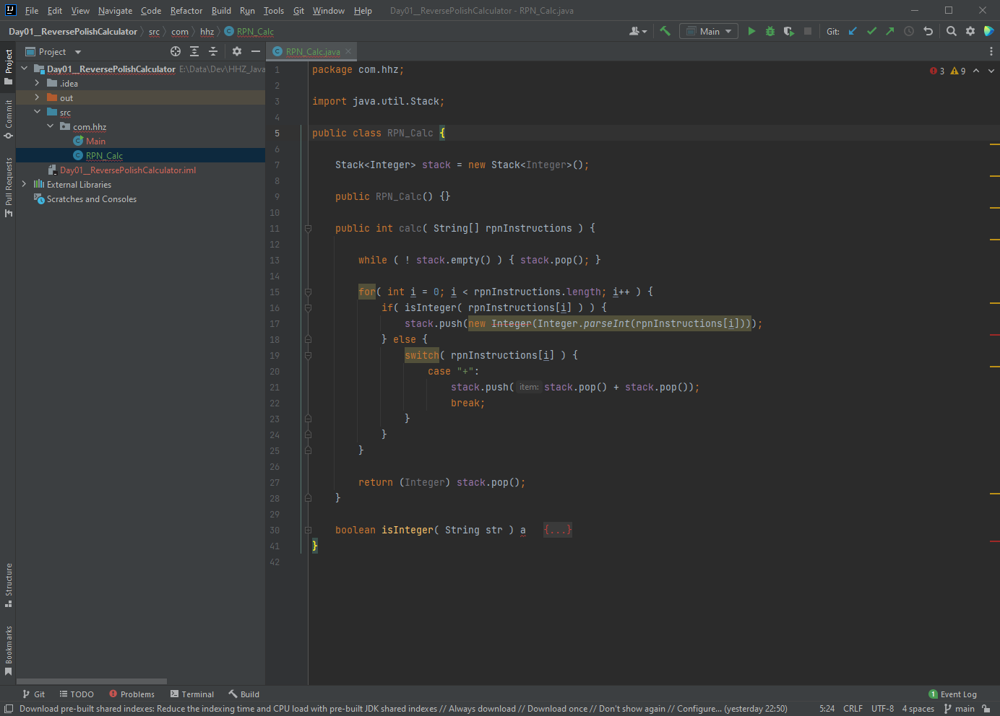 File Edit View Navigate Code Refactor Build Run Tools Git Window Help Day01__ReversePolishCalculator - RPN_Calc.java
Day01__ReversePolishCalculator src com hhz RPN_Calc Main Git:
Project
RPN_Calc.java
Project
Commit
Pull Requests
Structure
Bookmarks
Day01__ReversePolishCalculator E:\Data\Dev\HHZ_Java
.idea
out
src
com.hhz
Main
RPN_Calc
Day01__ReversePolishCalculator.iml
External Libraries
Scratches and Consoles
3 9
1 package com.hhz;
2
3 import java.util.Stack;
4
5 public class RPN_Calc {
6
7 Stack<Integer> stack = new Stack<Integer>();
8
9 public RPN_Calc() {}
10
11 public int calc( String[] rpnInstructions ) {
12
13 while ( ! stack.empty() ) { stack.pop(); }
14
15 for( int i = 0; i < rpnInstructions.length; i++ ) {
16 if( isInteger( rpnInstructions[i] ) ) {
17 stack.push(new Integer(Integer.parseInt(rpnInstructions[i])));
18 } else {
19 switch( rpnInstructions[i] ) {
20 case "+":
21 stack.push( item: stack.pop() + stack.pop());
22 break;
23 }
24 }
25 }
26
27 return (Integer) stack.pop();
28 }
29
30 boolean isInteger( String str ) a {...}
41 }
42
Git TODO Problems Terminal Build 1 Event Log
Download pre-built shared indexes: Reduce the indexing time and CPU load with pre-built JDK shared indexes // Always download // Download once // Don't show again // Configure... (yesterday 22:50) 5:24 CRLF UTF-8 4 spaces main